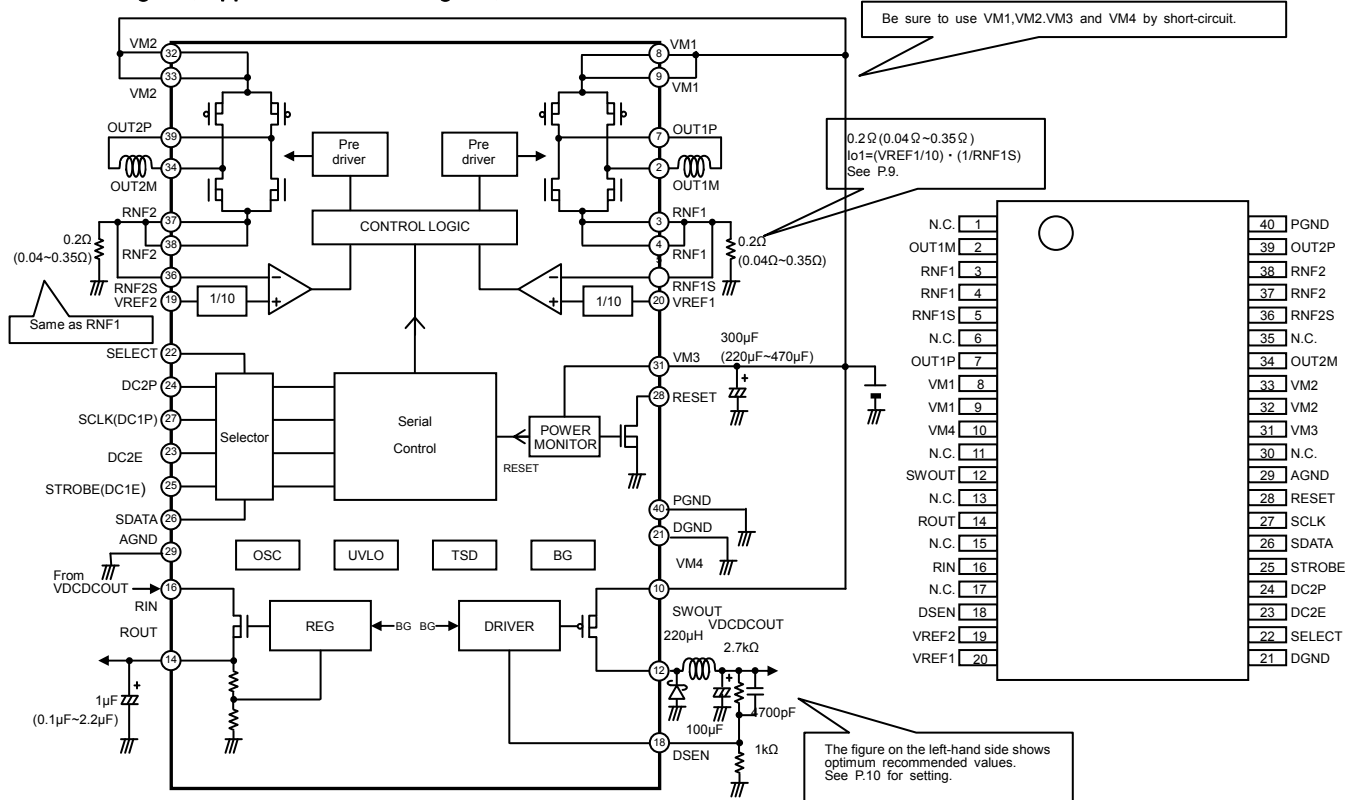 Be sure to use VM1,VM2.VM3 and VM4 by short-circuit.
VM2
32
33
VM2
8
VM1
9
VM1
OUT2P
39
34
OUT2M
Pre
driver
Pre
driver
7
OUT1P
2
OUT1M
0.2Ω(0.04Ω~0.35Ω)
Io1=(VREF1/10)・(1/RNF1S)
See P.9.
RNF2
37
38
RNF2
0.2Ω
(0.04~0.35Ω)
CONTROL LOGIC
3
RNF1
4
RNF1
0.2Ω
(0.04Ω~0.35Ω)
36
RNF2S
VREF2
19
1/10
−
+
−
+
1/10
RNF1S
20
VREF1
Same as RNF1
SELECT
22
DC2P
24
SCLK(DC1P)
27
DC2E
23
STROBE(DC1E)
25
SDATA
26
AGND
29
Selector
Serial
Control
RESET
POWER
MONITOR
VM3
31
28
RESET
300µF
(220µF~470µF)
+
PGND
40
DGND
21
VM4
10
OSC
UVLO
TSD
BG
From
VDCDCOUT
16
RIN
ROUT
14
+
1µF
(0.1µF~2.2µF)
REG
BG
BG
DRIVER
SWOUT
VDCDCOUT
220µH
2.7kΩ
12
+
100µF
4700pF
18
DSEN
1kΩ
The figure on the left-hand side shows
optimum recommended values.
See P.10 for setting.
N.C. 1
OUT1M 2
RNF1 3
RNF1 4
RNF1S 5
N.C. 6
OUT1P 7
VM1 8
VM1 9
VM4 10
N.C. 11
SWOUT 12
N.C. 13
ROUT 14
N.C. 15
RIN 16
N.C. 17
DSEN 18
VREF2 19
VREF1 20
40 PGND
39 OUT2P
38 RNF2
37 RNF2
36 RNF2S
35 N.C.
34 OUT2M
33 VM2
32 VM2
31 VM3
30 N.C.
29 AGND
28 RESET
27 SCLK
26 SDATA
25 STROBE
24 DC2P
23 DC2E
22 SELECT
21 DGND